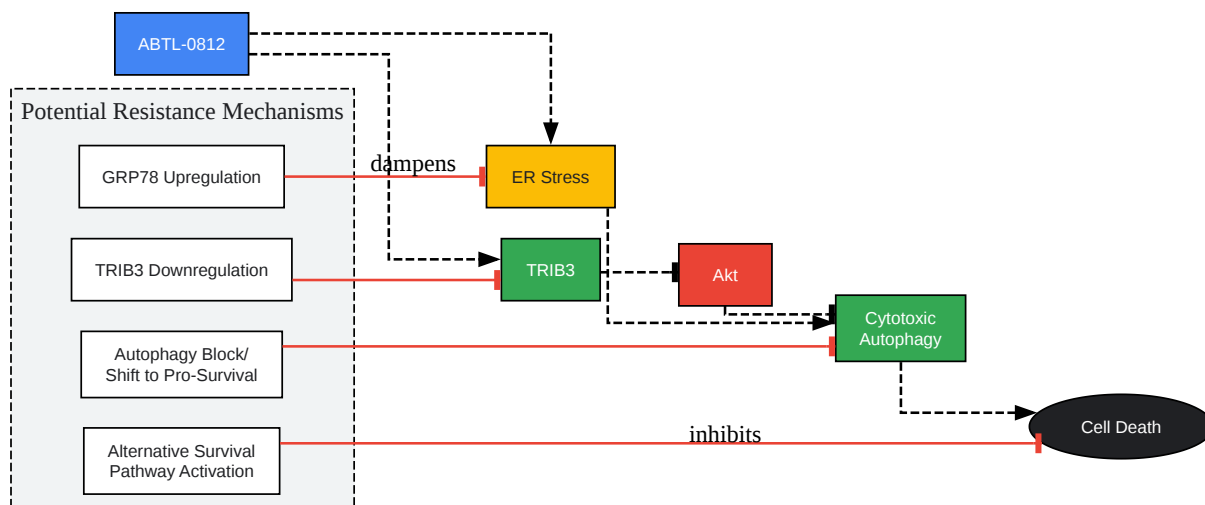 ABTL-0812
Potential Resistance Mechanisms
GRP78 Upregulation
dampens
ER Stress
TRIB3 Downregulation
TRIB3
Akt
Cytotoxic
Autophagy
Autophagy Block/
Shift to Pro-Survival
Alternative Survival
Pathway Activation
inhibits
Cell Death